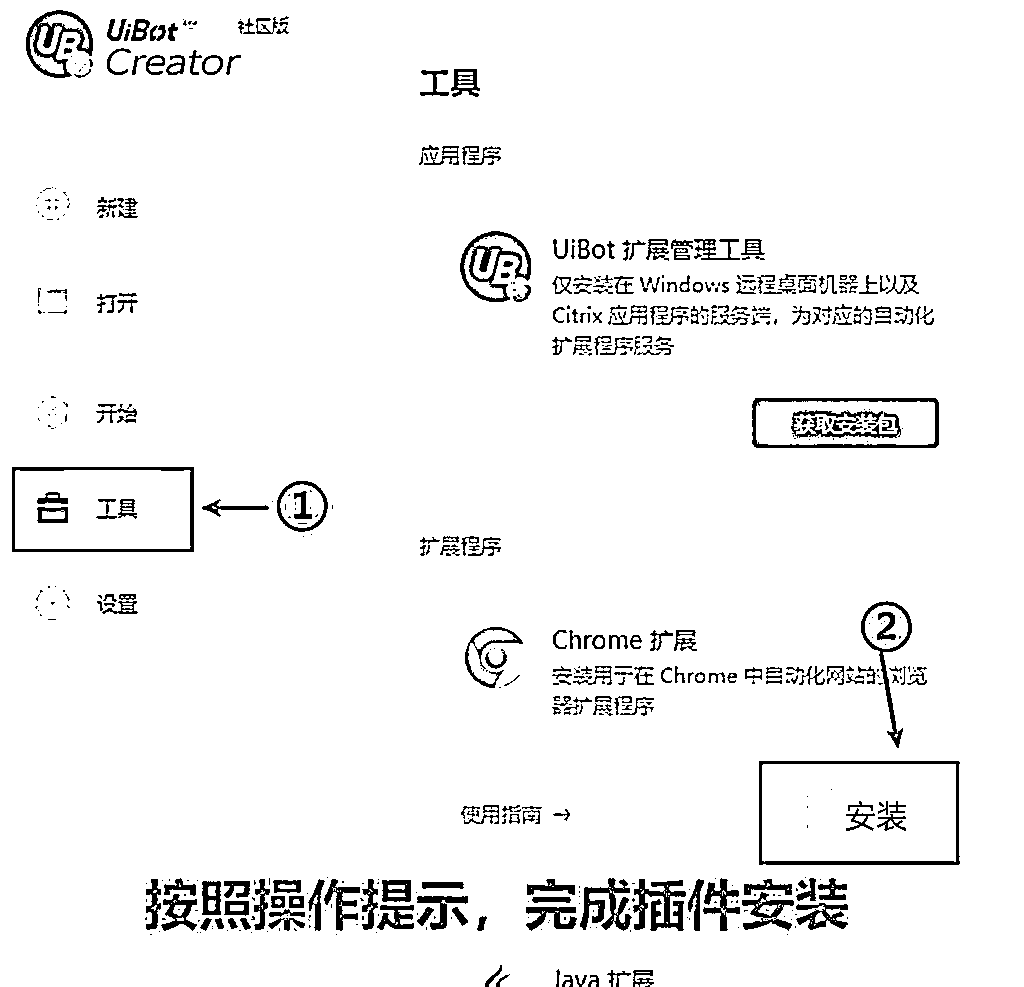 UiBot™ 社区版
Creator
工具
应用程序
新建
UiBot 扩展管理工具
仅安装在 Windows 远程桌面机器上以及
Citrix 应用程序的服务端，为对应的自动化
扩展程序服务
打开
开始
获取安装包
工具
①
扩展程序
设置
②
Chrome 扩展
安装用于在 Chrome 中自动化网站的浏览
器扩展程序
使用指南 →
安装
按照操作提示，完成插件安装
Java 扩展